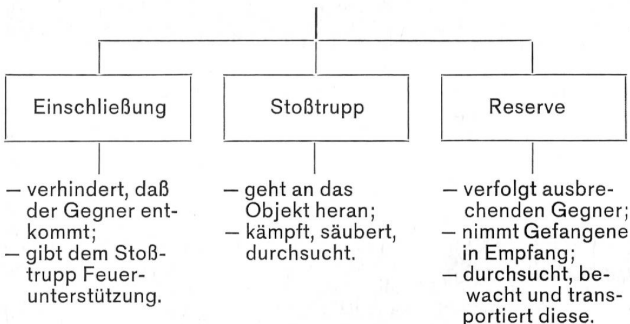 Einschließung
Stoßtrupp
Reserve
— verhindert, daß
der Gegner ent-
kommt;
— gibt dem Stoß-
trupp Feuer-
unterstützung.
— geht an das
Objekt heran;
— kämpft, säubert,
durchsucht.
— verfolgt ausbre-
chenden Gegner;
— nimmt Gefangene
in Empfang;
— durchsucht, be-
wacht und trans-
portiert diese.